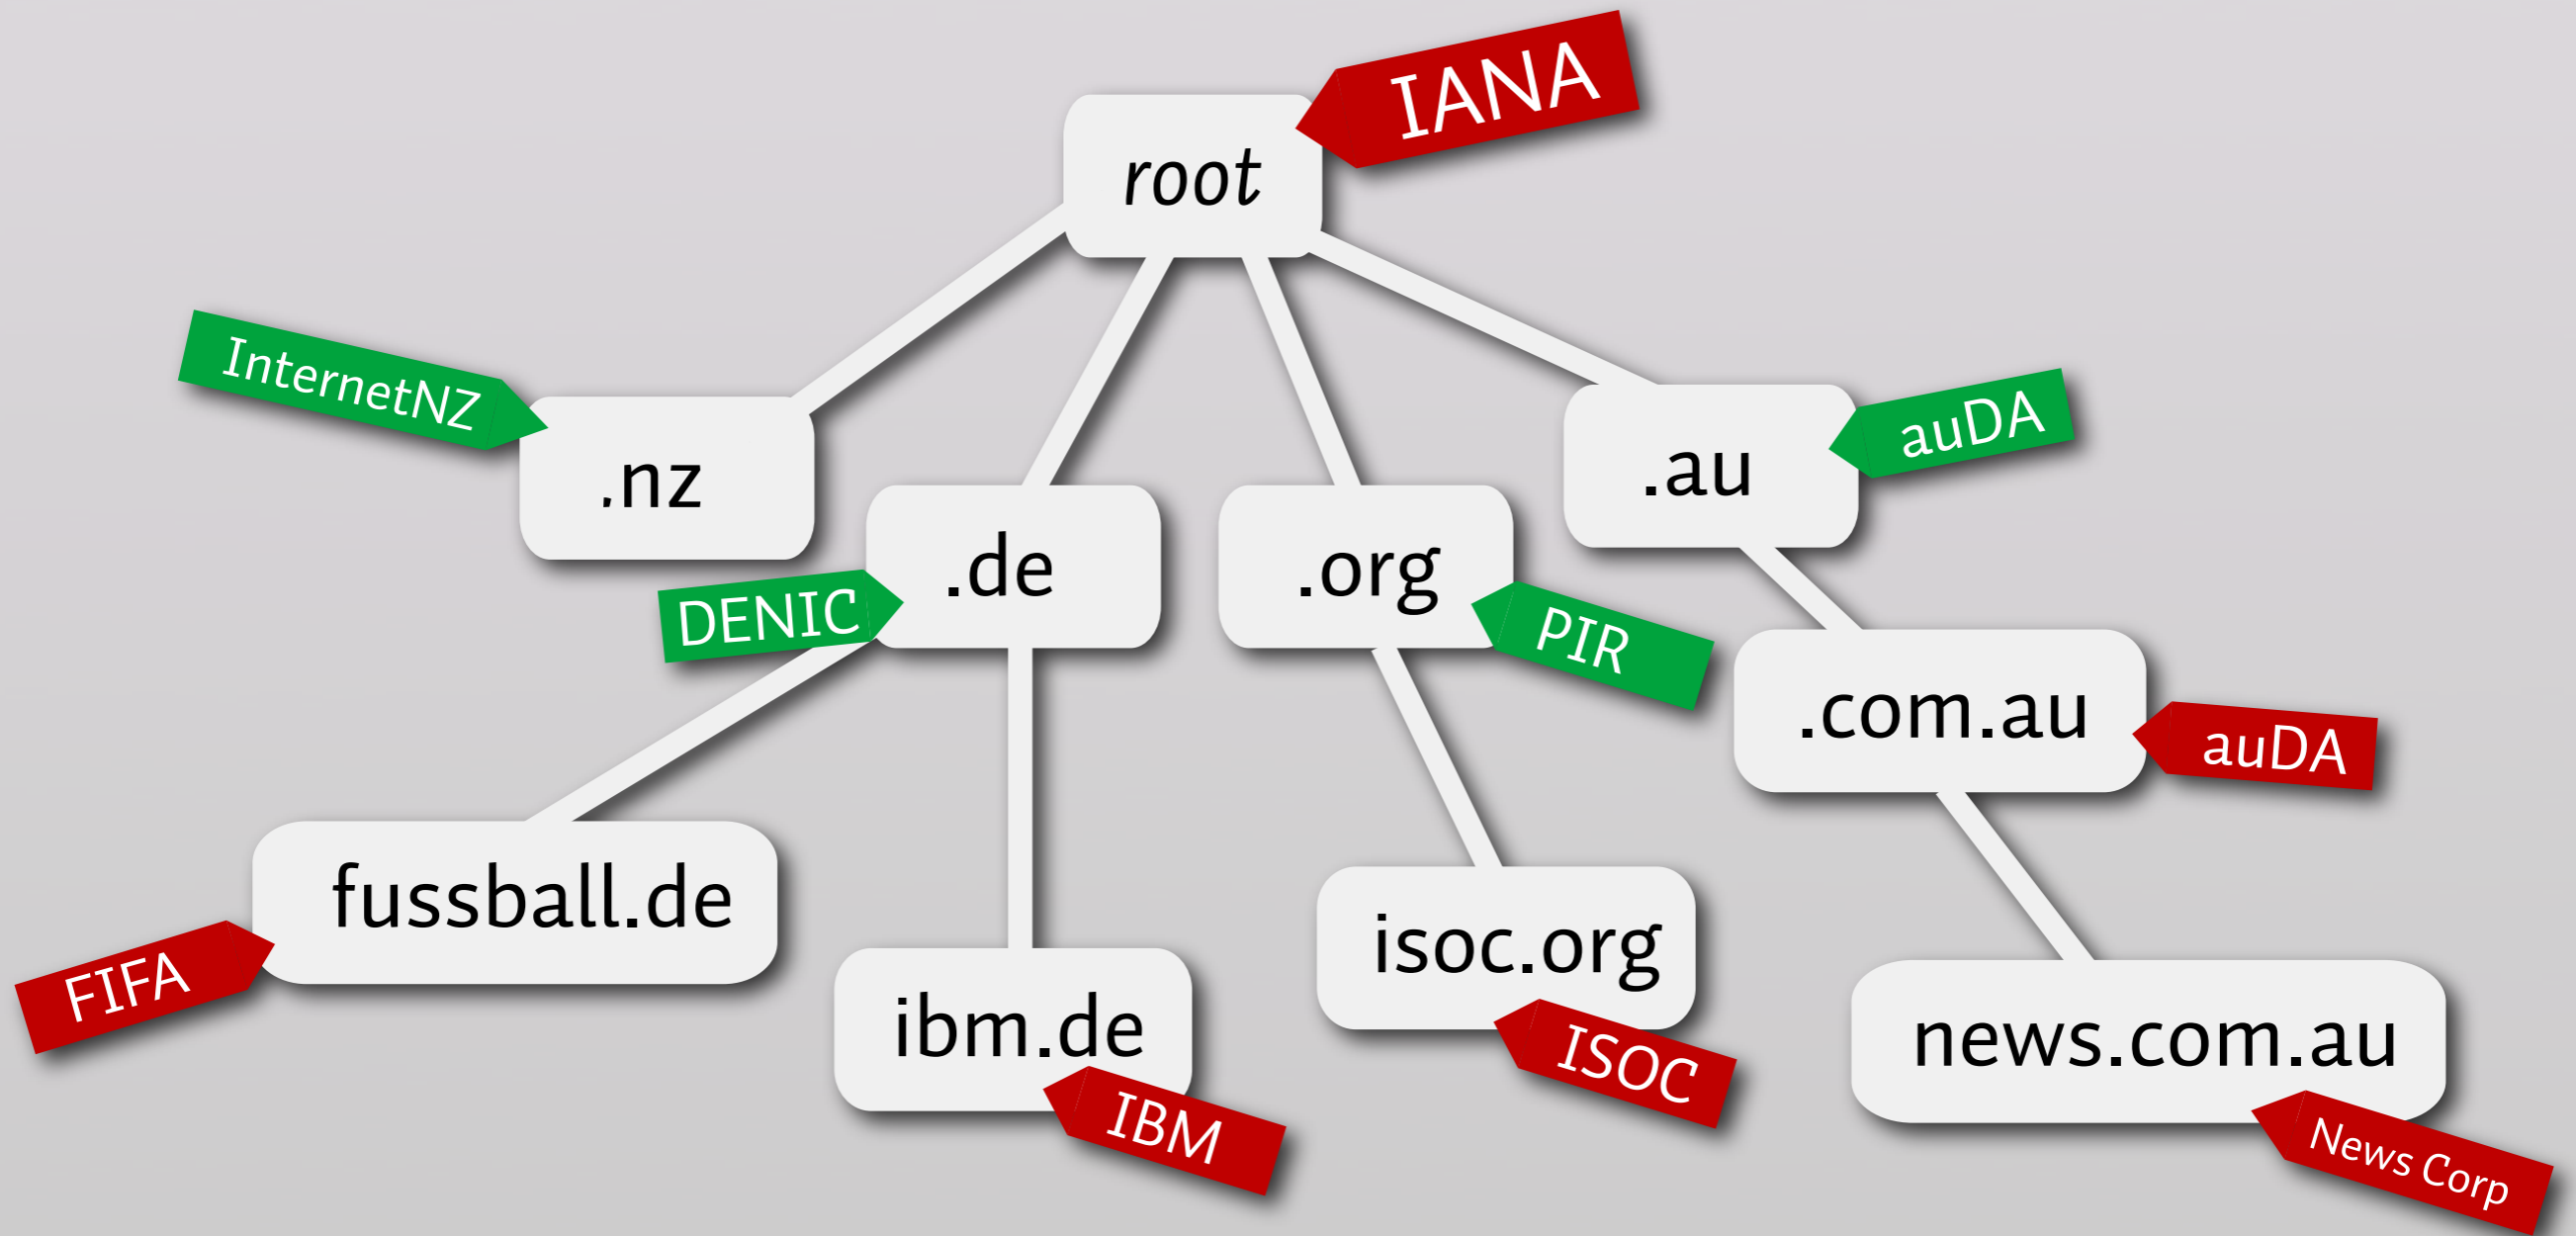 IANA
root
InternetNZ
.nz
auDA
.au
.de
DENIC
.org
PIR
.com.au
auDA
fussball.de
FIFA
isoc.org
ISOC
ibm.de
IBM
news.com.au
News Corp